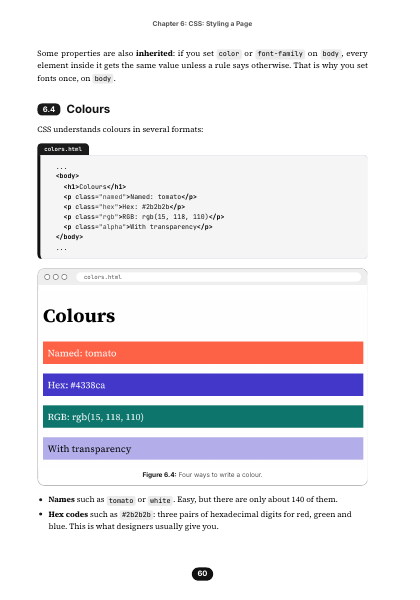 Chapter 6: CSS: Styling a Page
Some properties are also inherited: if you set color or font-family on body, every
element inside it gets the same value unless a rule says otherwise. That is why you set
fonts once, on body.
6.4 Colours
CSS understands colours in several formats:
colors.html
...
<body>
<h1>Colours</h1>
<p class="named">Named: tomato</p>
<p class="hex">Hex: #2b2b2b</p>
<p class="rgb">RGB: rgb(15, 118, 110)</p>
<p class="alpha">With transparency</p>
</body>
...
colors.html
Colours
Named: tomato
Hex: #4338ca
RGB: rgb(15, 118, 110)
With transparency
Figure 6.4: Four ways to write a colour.
• Names such as tomato or white. Easy, but there are only about 140 of them.
• Hex codes such as #2b2b2b: three pairs of hexadecimal digits for red, green and
blue. This is what designers usually give you.
60